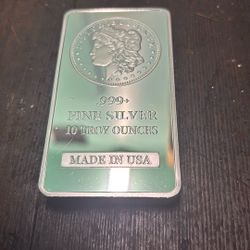 .999+
FINE SILVER
10 TROY OUNCES
MADE IN USA